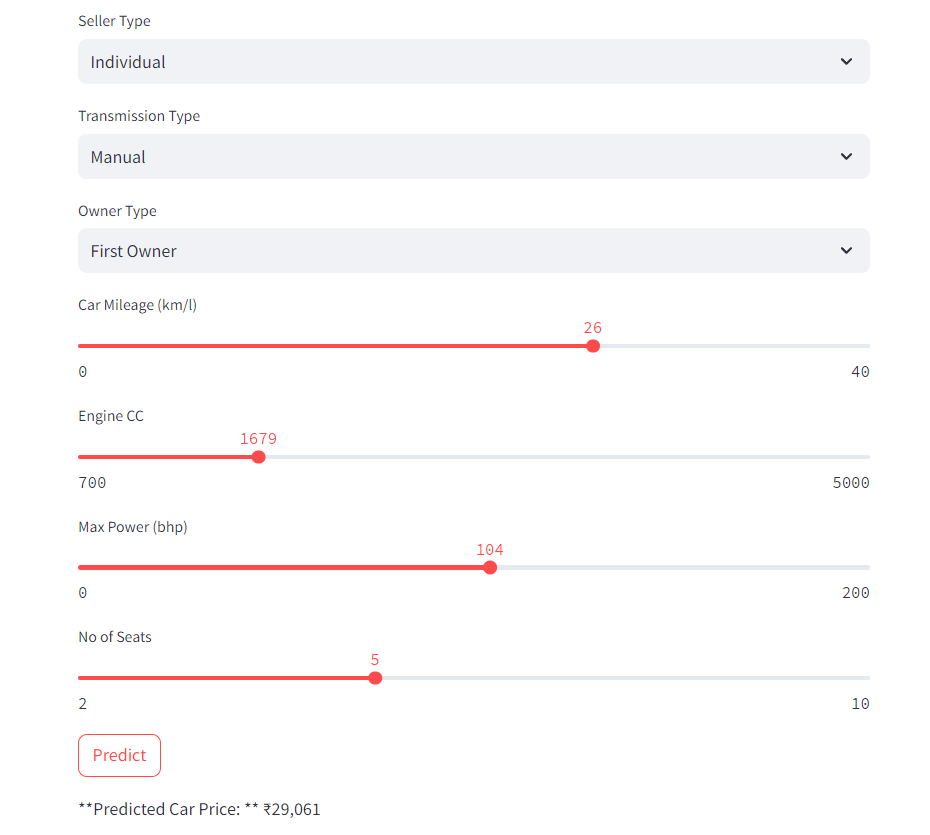 Seller Type
Individual
Transmission Type
Manual
Owner Type
First Owner
Car Mileage (km/l)
26
0 40
Engine CC
1679
700 5000
Max Power (bhp)
104
0 200
No of Seats
5
2 10
Predict
**Predicted Car Price: ** ₹29,061